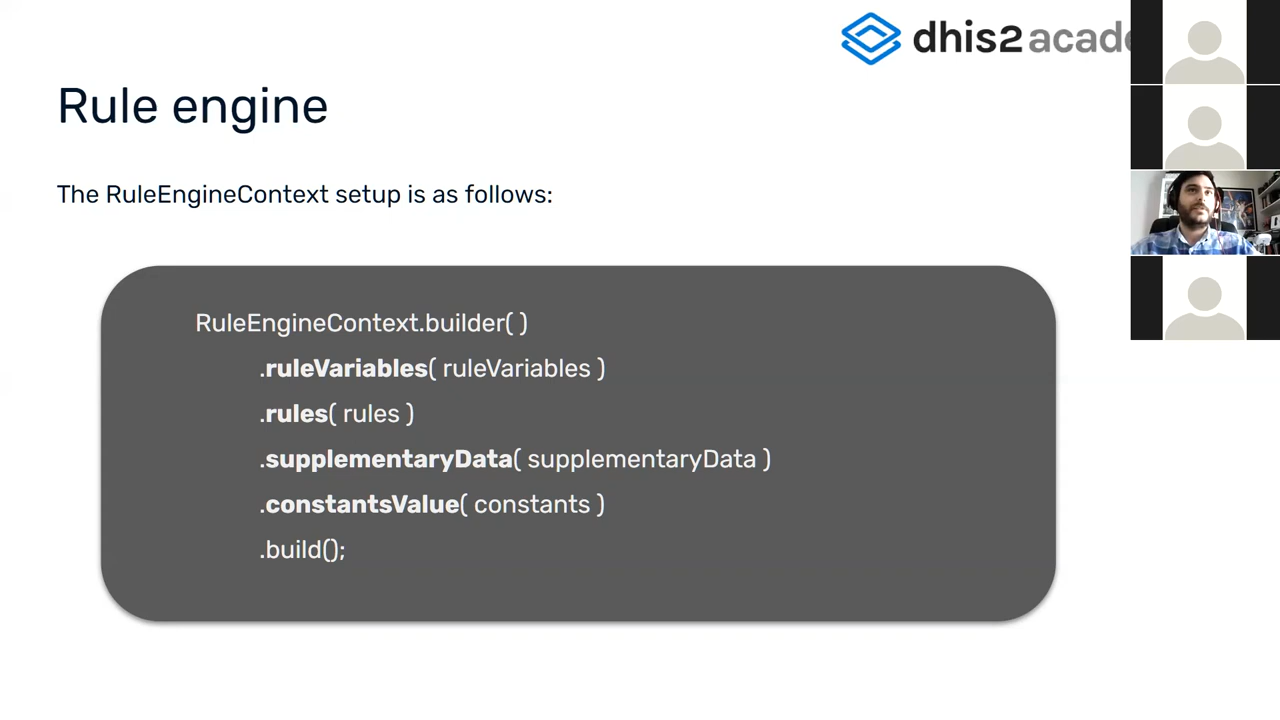 dhis2
Rule engine
The RuleEngineContext setup is as follows:
RuleEngineContext.builder( )
.ruleVariables( ruleVariables )
.rules( rules )
.supplementaryData( supplementaryData )
.constantsValue( constants )
.build();